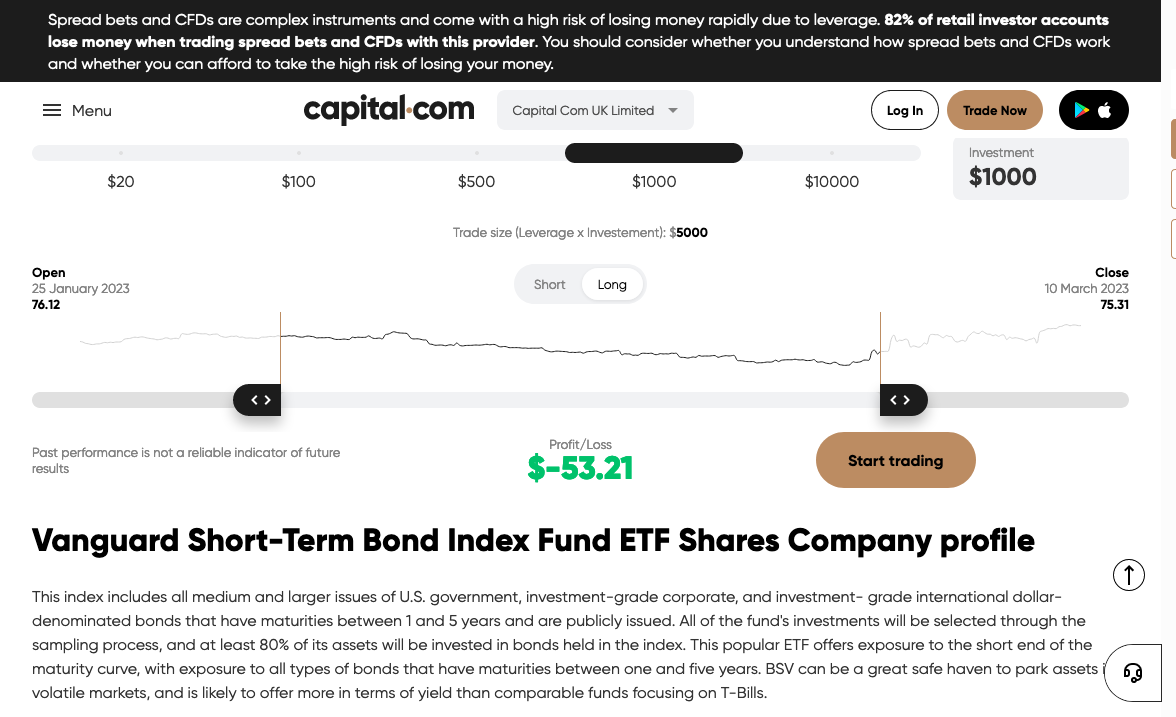 Spread bets and CFDs are complex instruments and come with a high risk of losing money rapidly due to leverage. 82% of retail investor accounts
lose money when trading spread bets and CFDs with this provider. You should consider whether you understand how spread bets and CFDs work
and whether you can afford to take the high risk of losing your money.
Menu
capital.com
Capital Com UK Limited
Log In
Trade Now
$20
$100
$500
$1000
$10000
Investment
$1000
Trade size (Leverage x Investement): $5000
Open
25 January 2023
76.12
Short
Long
Close
10 March 2023
75.31
Past performance is not a reliable indicator of future
results
Profit/Loss
$-53.21
Start trading
Vanguard Short-Term Bond Index Fund ETF Shares Company profile
This index includes all medium and larger issues of U.S. government, investment-grade corporate, and investment- grade international dollar-
denominated bonds that have maturities between 1 and 5 years and are publicly issued. All of the fund's investments will be selected through the
sampling process, and at least 80% of its assets will be invested in bonds held in the index. This popular ETF offers exposure to the short end of the
maturity curve, with exposure to all types of bonds that have maturities between one and five years. BSV can be a great safe haven to park assets
volatile markets, and is likely to offer more in terms of yield than comparable funds focusing on T-Bills.